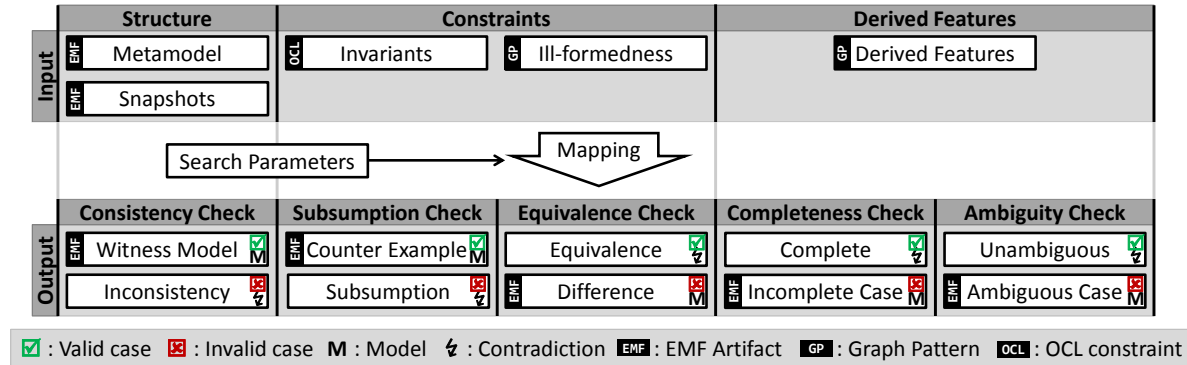 Structure Constraints Derived Features
Input
EMF Metamodel OCL Invariants GP Ill-formedness GP Derived Features
EMF Snapshots
Search Parameters Mapping
Consistency Check Subsumption Check Equivalence Check Completeness Check Ambiguity Check
Output
EMF Witness Model M EMF Counter Example M Equivalence Complete Unambiguous
Inconsistency Subsumption EMF Difference M EMF Incomplete Case M EMF Ambiguous Case M
: Valid case : Invalid case M : Model : Contradiction EMF : EMF Artifact GP : Graph Pattern OCL : OCL constraint